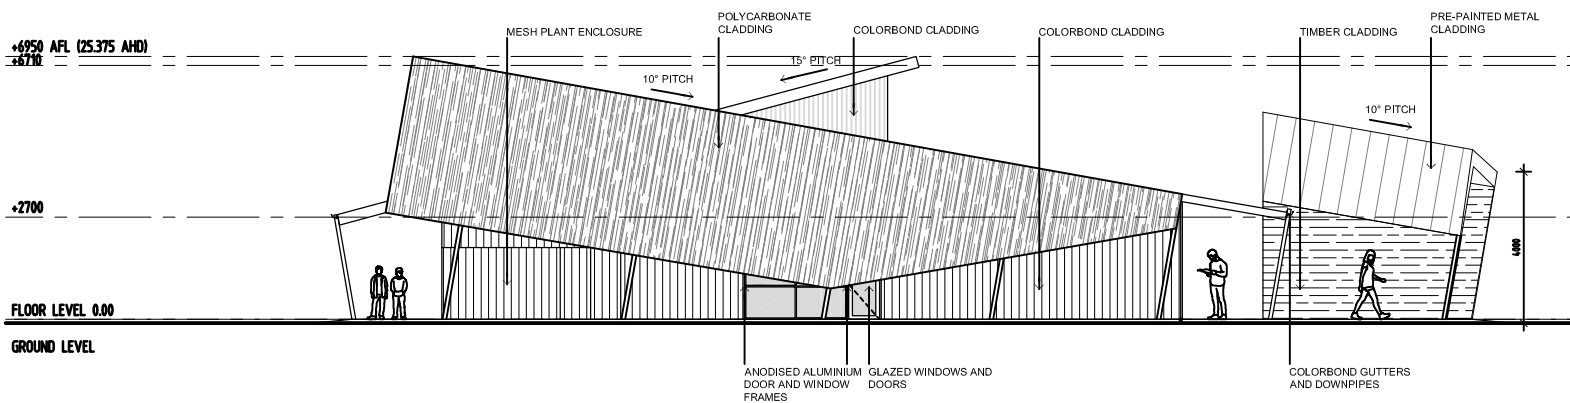 POLYCARBONATE
CLADDING
PRE-PAINTED METAL
CLADDING
MESH PLANT ENCLOSURE
COLORBOND CLADDING
COLORBOND CLADDING
TIMBER CLADDING
+6950 AFL (25.375 AHD)
+6710
15° PITCH
10° PITCH
10° PITCH
+2700
4000
FLOOR LEVEL 0.00
GROUND LEVEL
ANODISED ALUMINIUM
DOOR AND WINDOW
FRAMES
GLAZED WINDOWS AND
DOORS
COLORBOND GUTTERS
AND DOWNPIPES